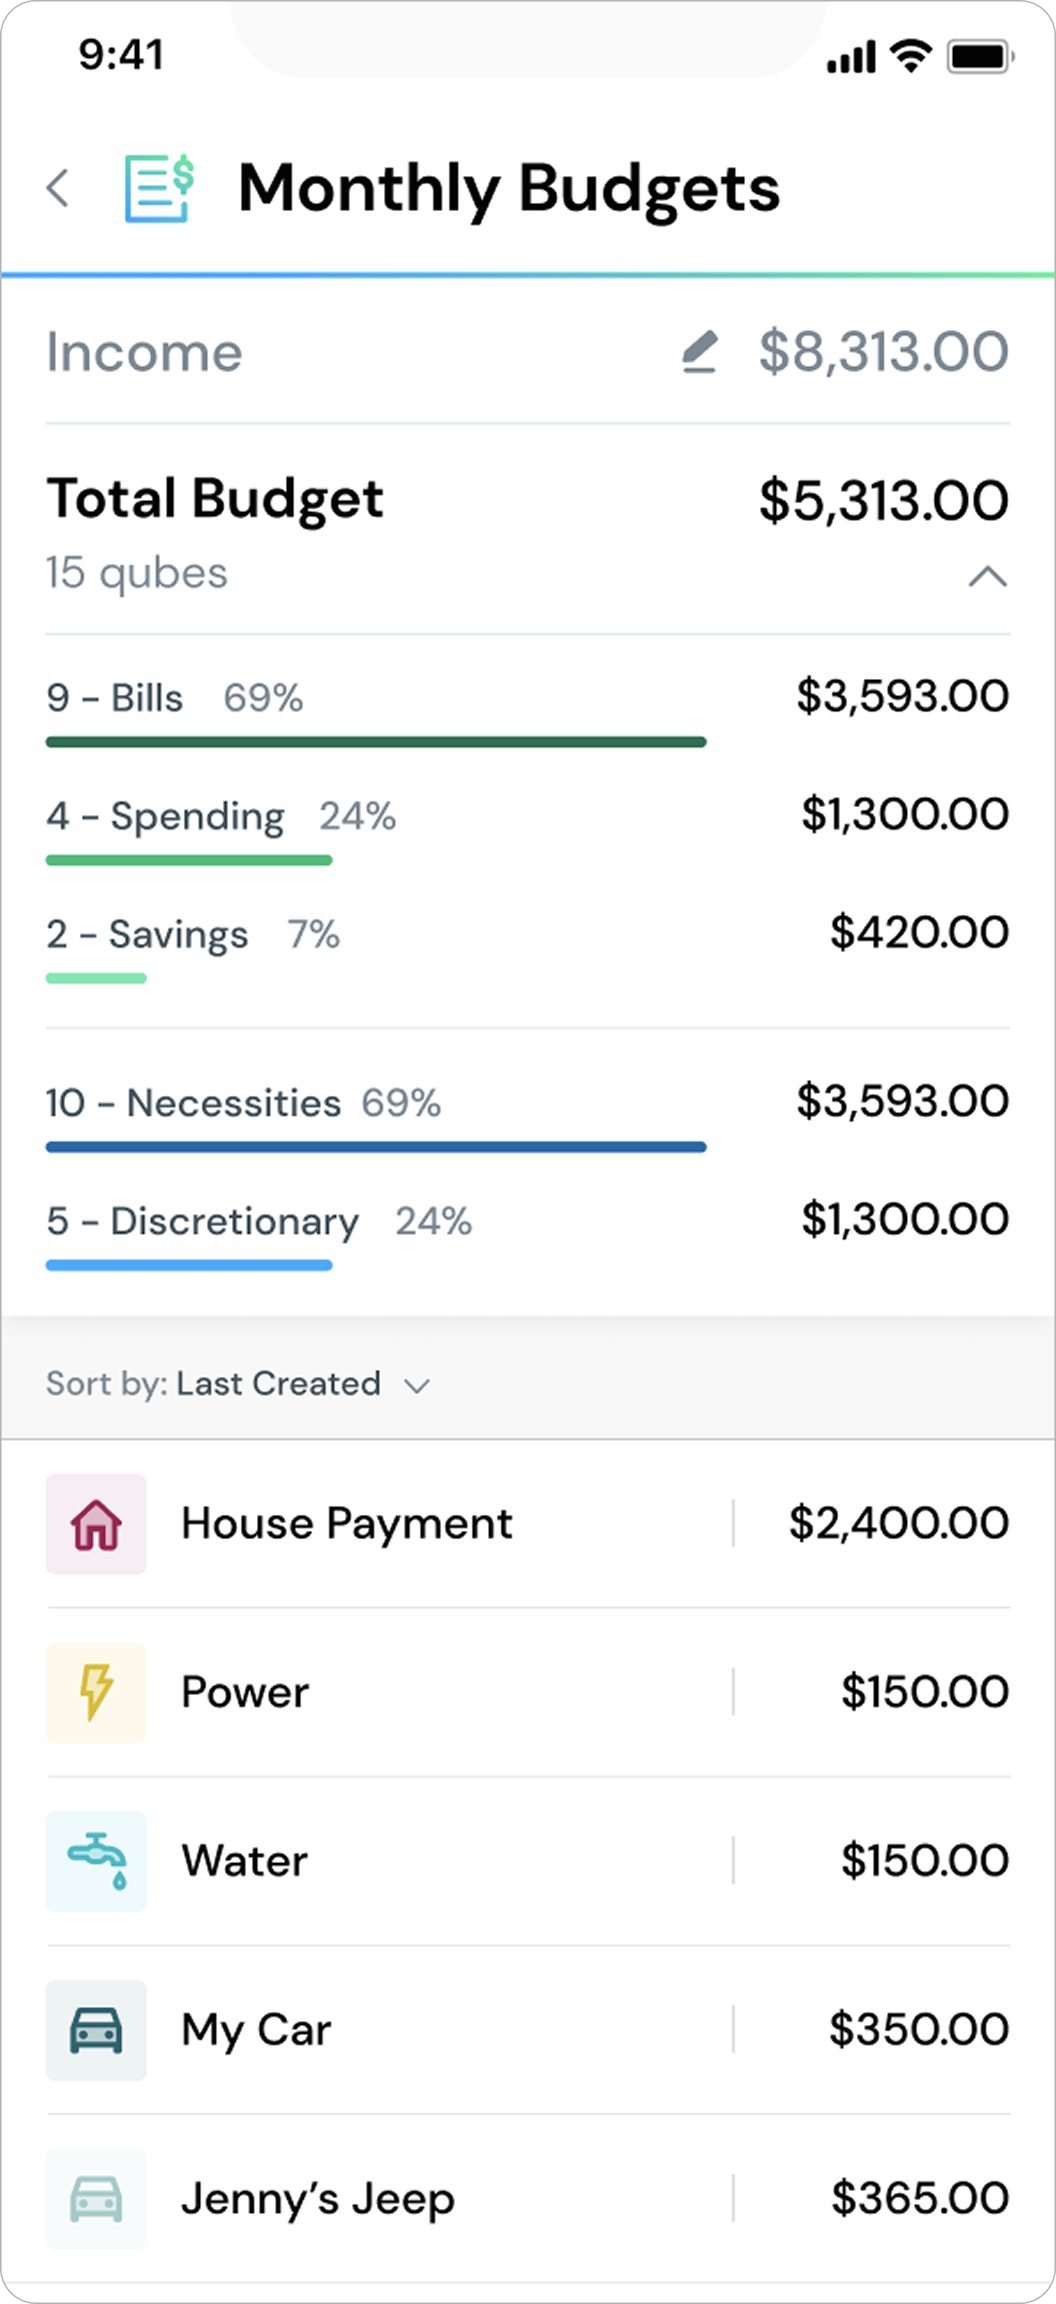 9:41
Monthly Budgets
Income $8,313.00
Total Budget $5,313.00
15 qubes
9 - Bills 69% $3,593.00
4 - Spending 24% $1,300.00
2 - Savings 7% $420.00
10 - Necessities 69% $3,593.00
5 - Discretionary 24% $1,300.00
Sort by: Last Created
House Payment $2,400.00
Power $150.00
Water $150.00
My Car $350.00
Jenny’s Jeep $365.00